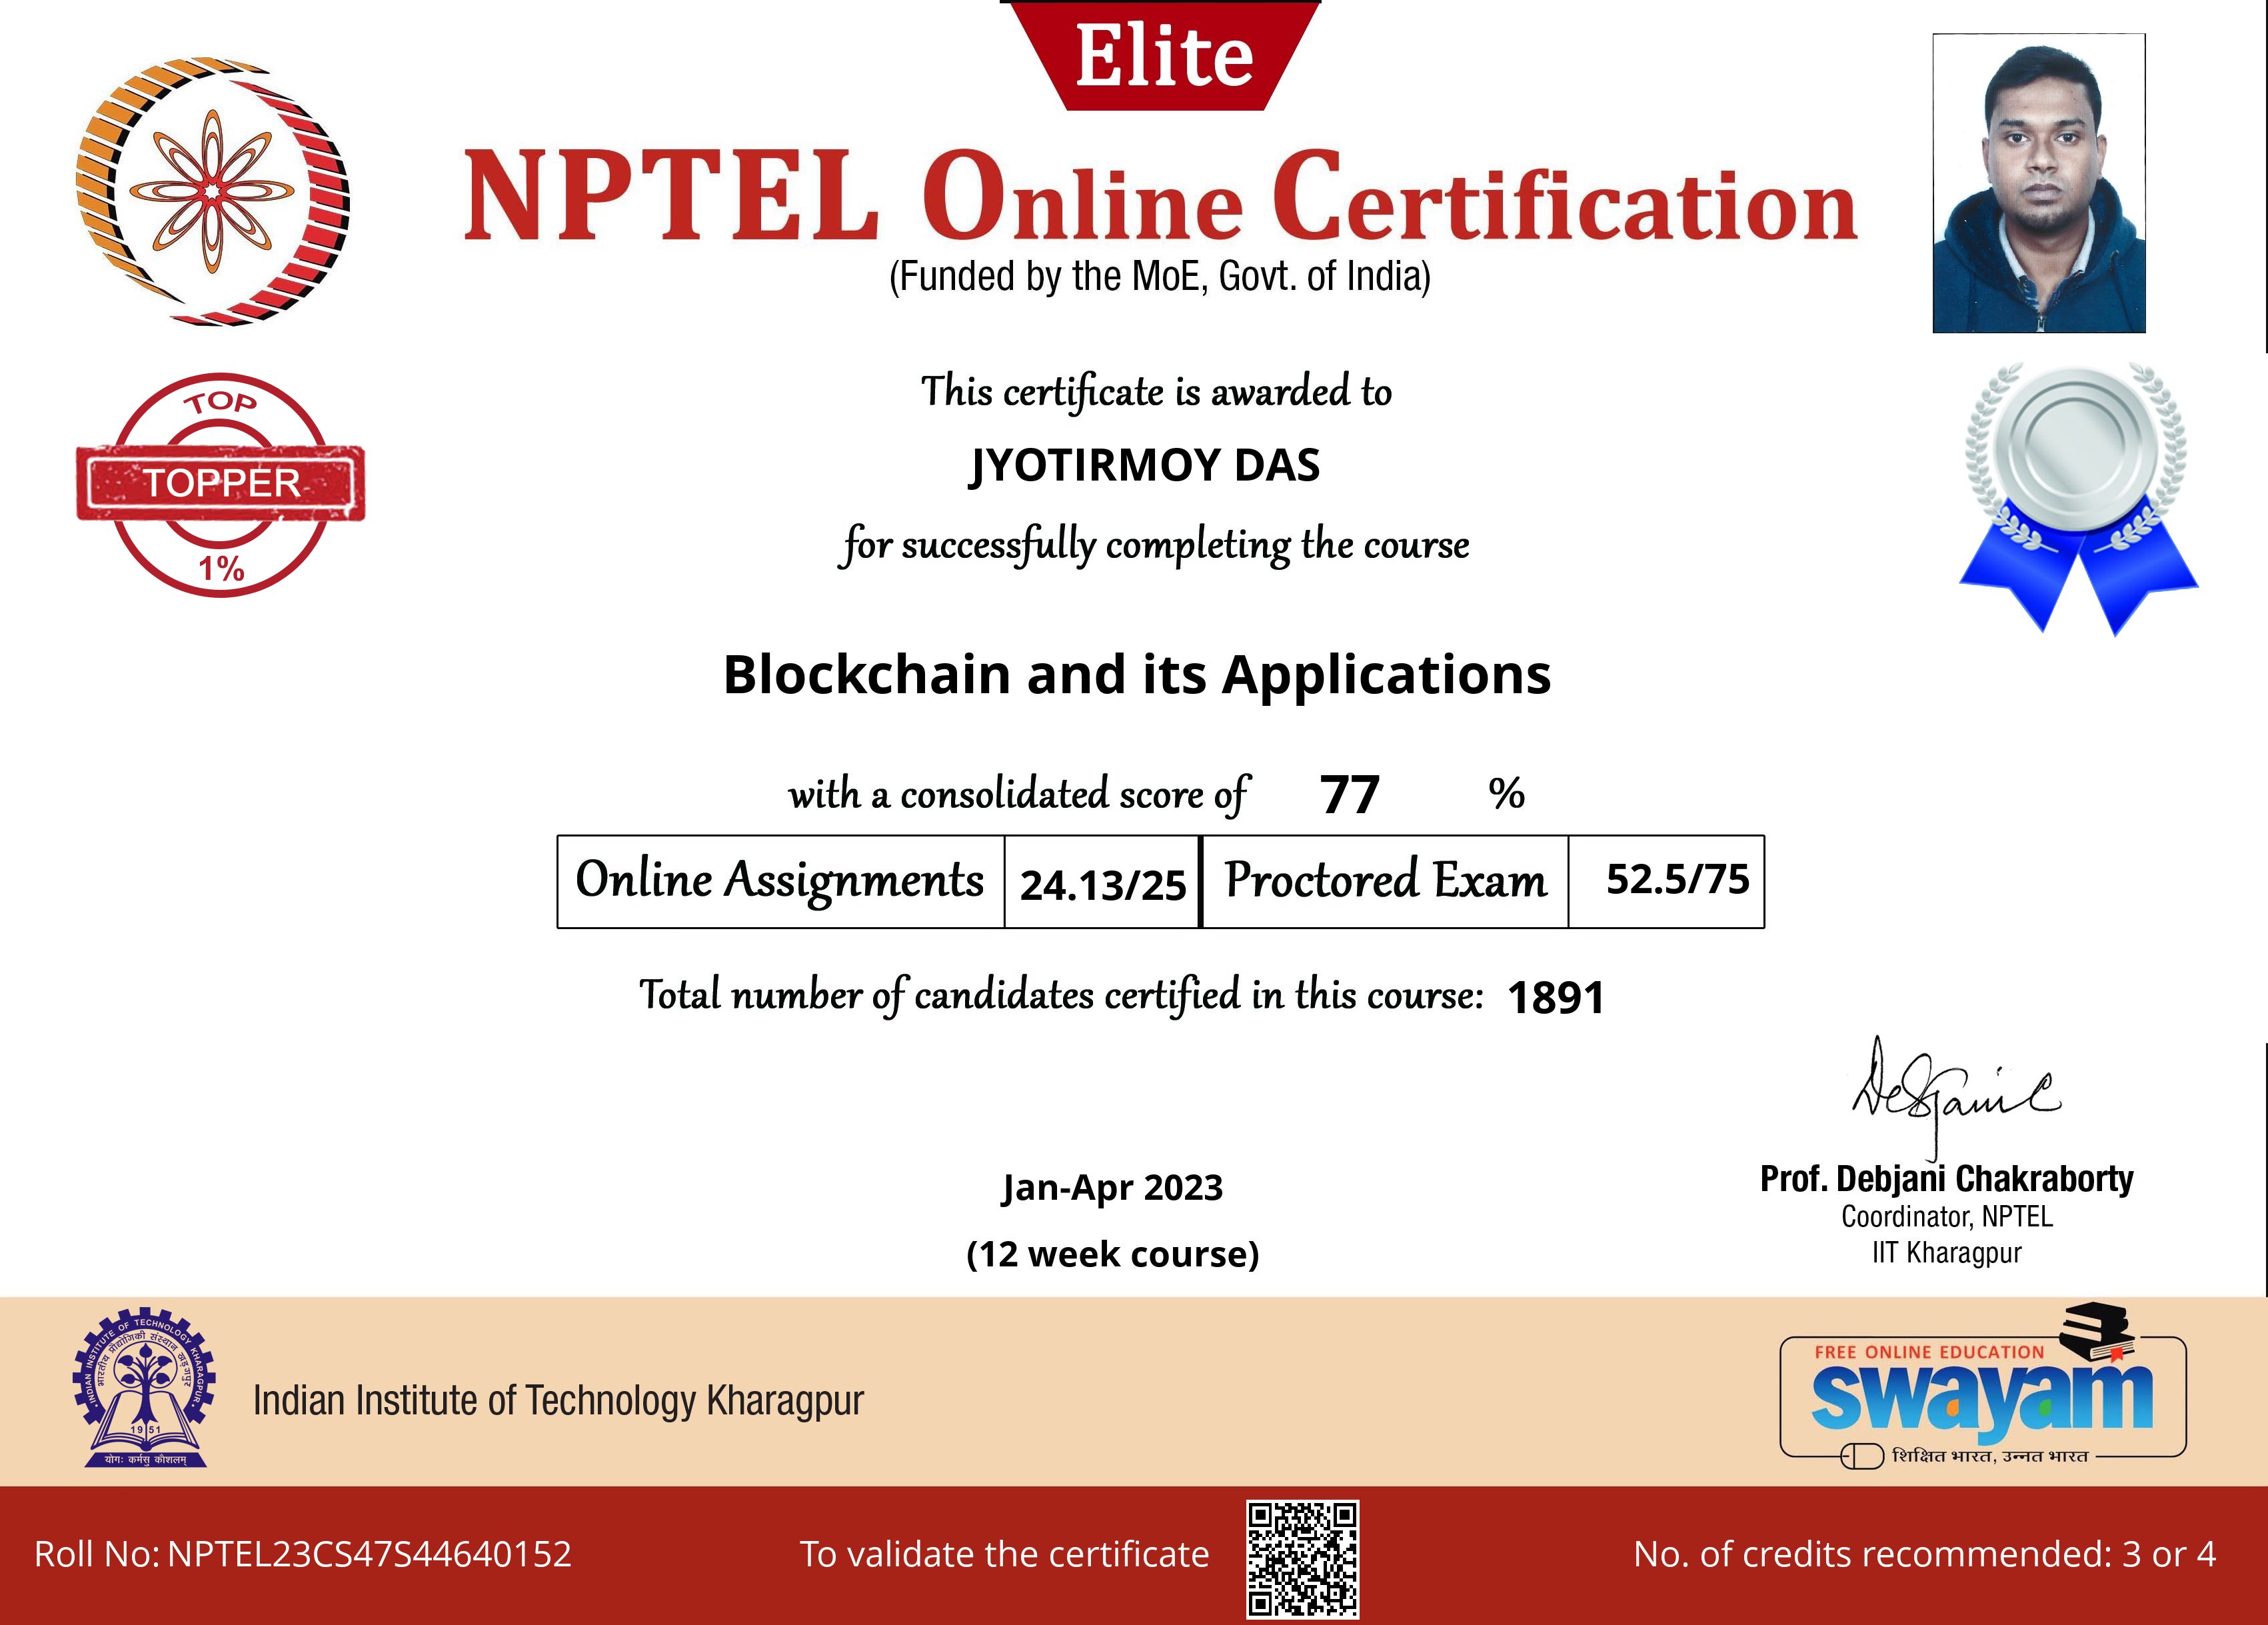 Elite
NPTEL Online Certification
(Funded by the MoE, Govt. of India)
This certificate is awarded to
JYOTIRMOY DAS
for successfully completing the course
TOP
TOPPER
1%
Blockchain and its Applications
with a consolidated score of 77 %
Online Assignments 24.13/25 Proctored Exam 52.5/75
Total number of candidates certified in this course: 1891
Prof. Debjani Chakraborty
Coordinator, NPTEL
IIT Kharagpur
Jan-Apr 2023
(12 week course)
INDIAN INSTITUTE OF TECHNOLOGY KHARAGPUR
भारतीय प्रौद्योगिकी संस्थान खड़गपुर
1951
योगः कर्मसु कौशलम्
Indian Institute of Technology Kharagpur
FREE ONLINE EDUCATION
swayam
शिक्षित भारत, उन्नत भारत
Roll No: NPTEL23CS47S44640152
To validate the certificate
No. of credits recommended: 3 or 4